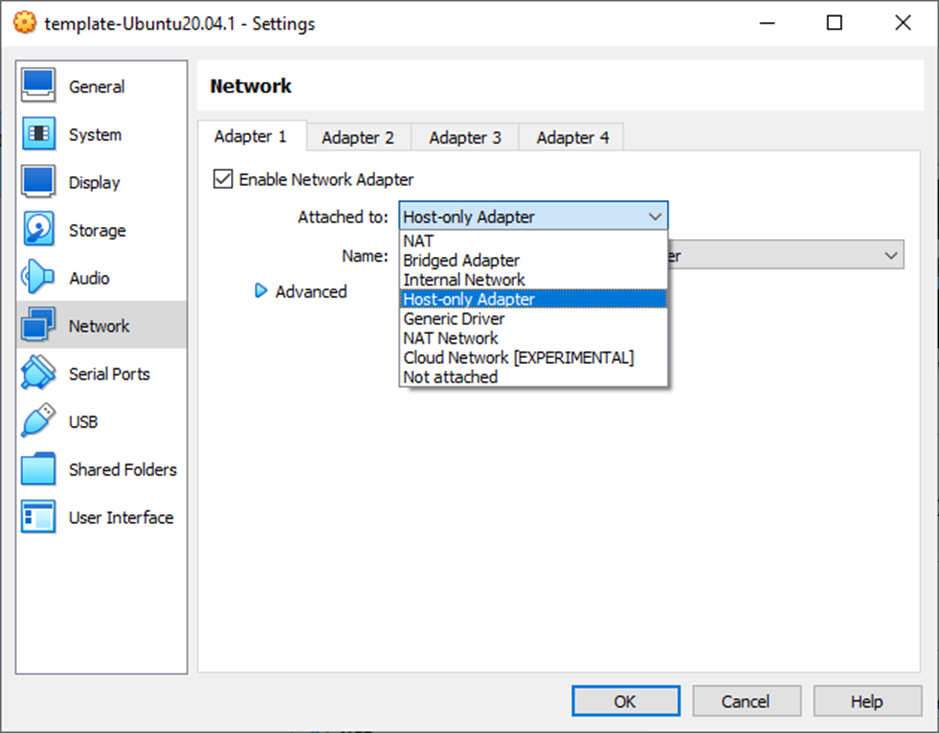 template-Ubuntu20.04.1 - Settings
General
System
Display
Storage
Audio
Network
Serial Ports
USB
Shared Folders
User Interface
Network
Adapter 1
Adapter 2
Adapter 3
Adapter 4
Enable Network Adapter
Attached to:
Host-only Adapter
NAT
Bridged Adapter
Internal Network
Host-only Adapter
Generic Driver
NAT Network
Cloud Network [EXPERIMENTAL]
Not attached
Name:
er
Advanced
OK
Cancel
Help